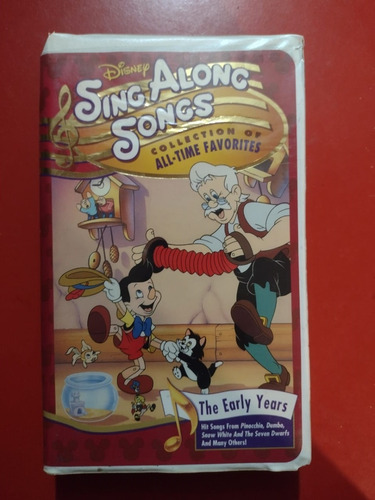 Disney
Sing Along
Songs
COLLECTION OF
ALL-TIME FAVORITES
The Early Years
Hit Songs From Pinocchio, Dumbo,
Snow White And The Seven Dwarfs
And Many Others!